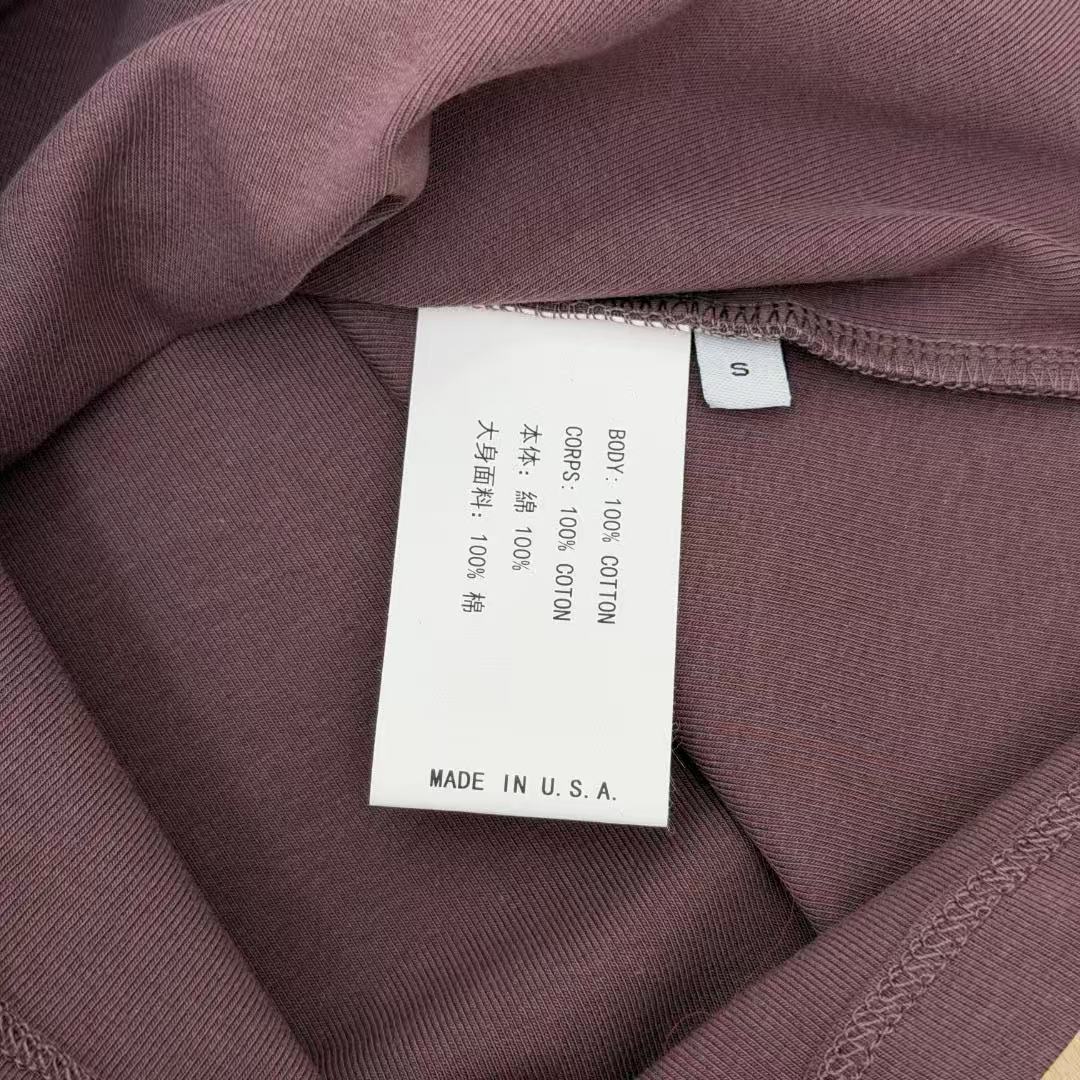 S
BODY: 100% COTTON
CORPS: 100% COTON
本体: 綿 100%
大身面料: 100% 棉
MADE IN U.S.A.